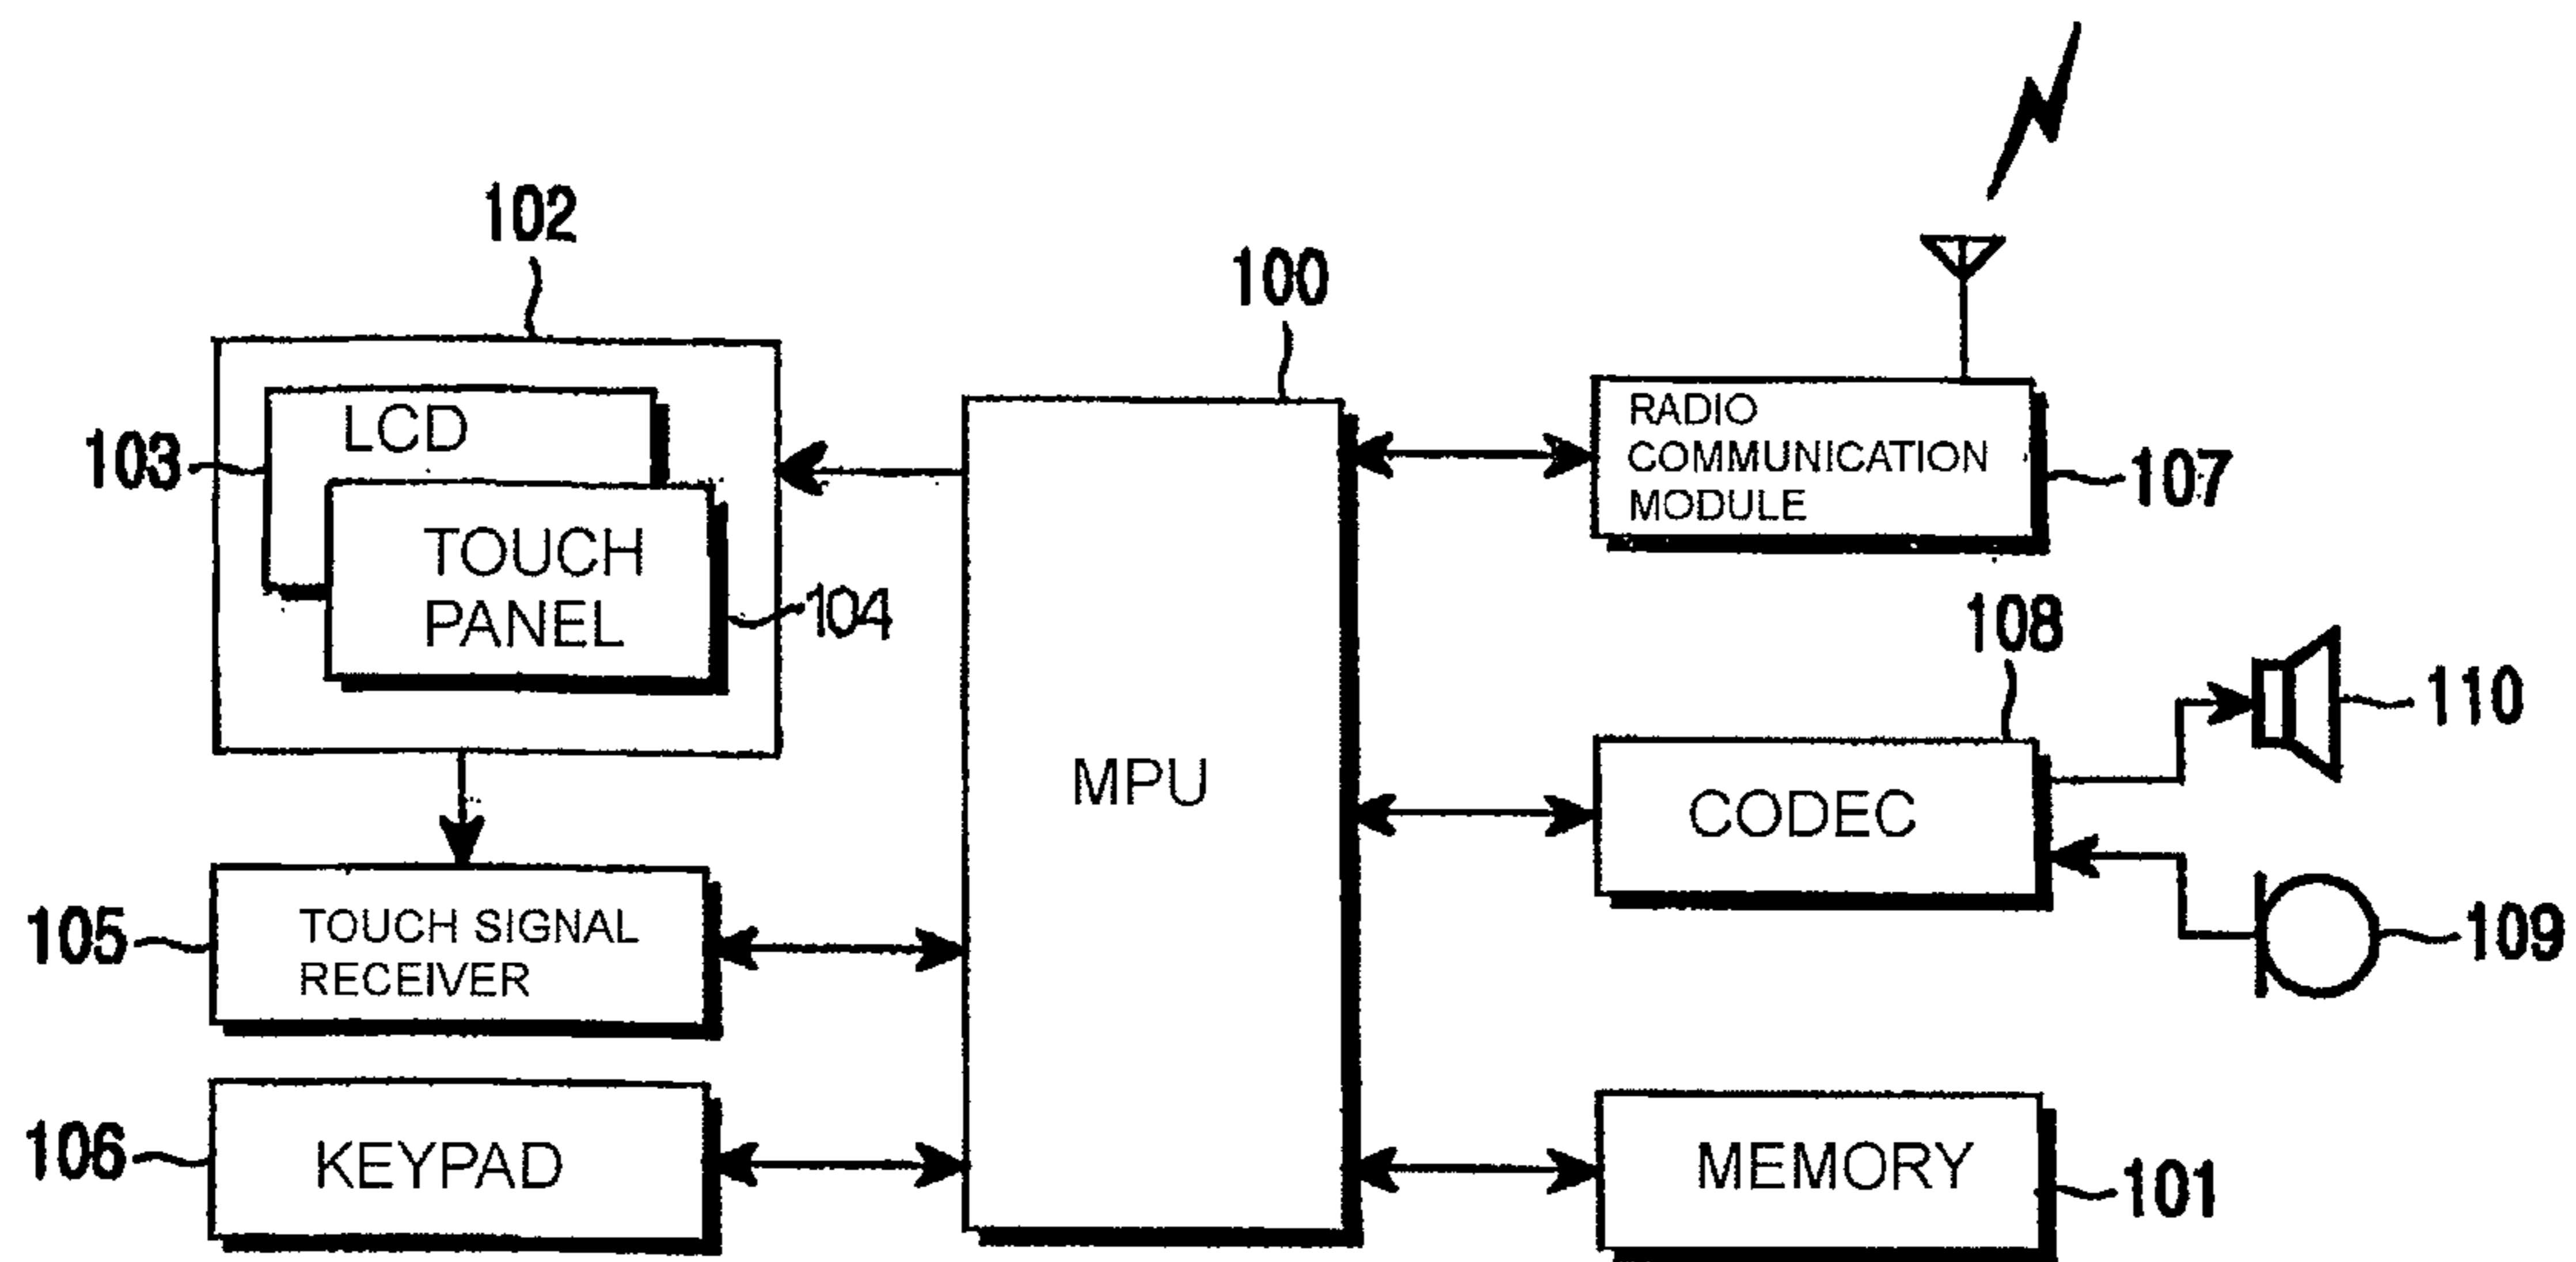 102
100
103
LCD
TOUCH
PANEL
104
RADIO
COMMUNICATION
MODULE
107
108
110
MPU
CODEC
109
105
TOUCH SIGNAL
RECEIVER
106
KEYPAD
MEMORY
101